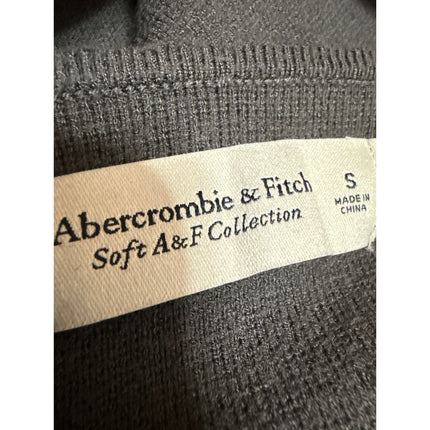 Abercrombie & Fitch
Soft A&F Collection
S
MADE IN
CHINA